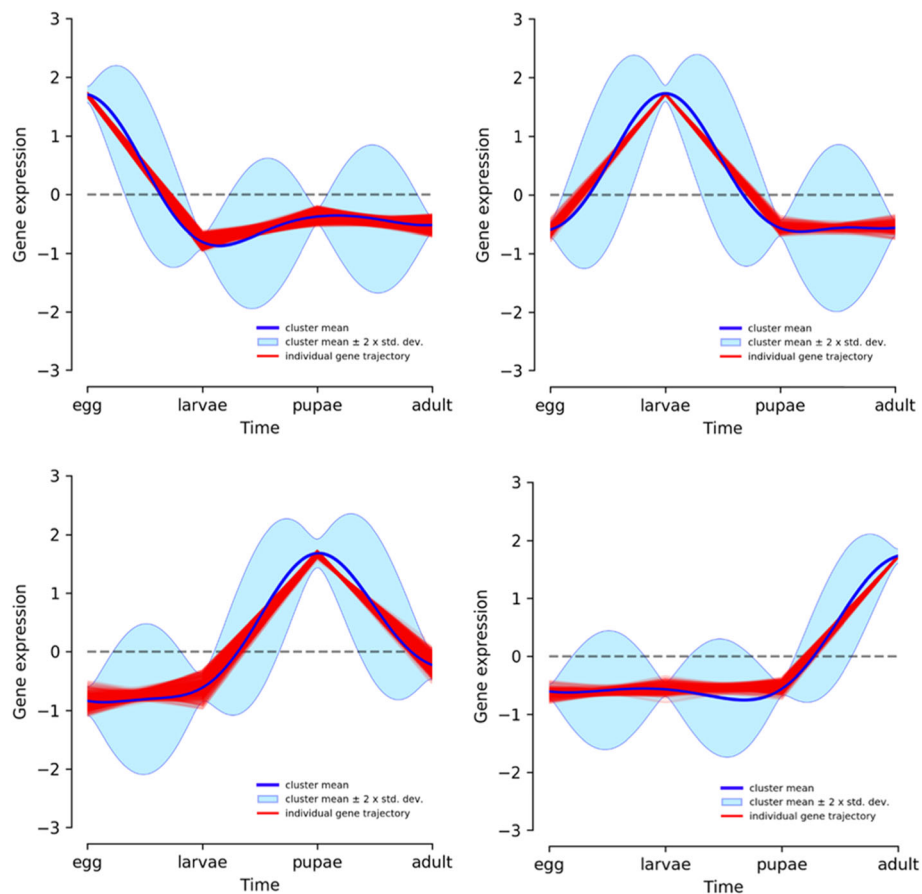 3
2
1
0
−1
−2
−3
Gene expression
cluster mean
cluster mean ± 2 x std. dev.
individual gene trajectory
egg larvae pupae adult
Time
3
2
1
0
−1
−2
−3
Gene expression
cluster mean
cluster mean ± 2 x std. dev.
individual gene trajectory
egg larvae pupae adult
Time
3
2
1
0
−1
−2
−3
Gene expression
cluster mean
cluster mean ± 2 x std. dev.
individual gene trajectory
egg larvae pupae adult
Time
3
2
1
0
−1
−2
−3
Gene expression
cluster mean
cluster mean ± 2 x std. dev.
individual gene trajectory
egg larvae pupae adult
Time